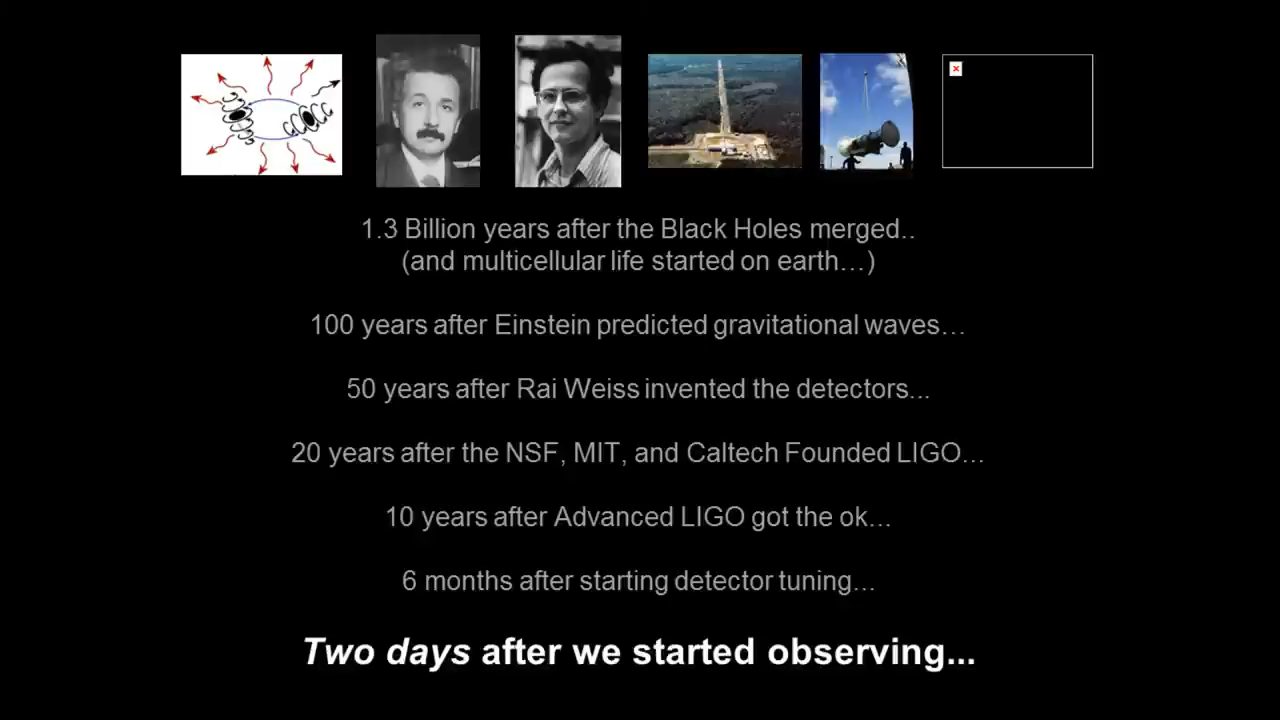 1.3 Billion years after the Black Holes merged..
(and multicellular life started on earth…)
100 years after Einstein predicted gravitational waves…
50 years after Rai Weiss invented the detectors...
20 years after the NSF, MIT, and Caltech Founded LIGO…
10 years after Advanced LIGO got the ok…
6 months after starting detector tuning…
Two days after we started observing...